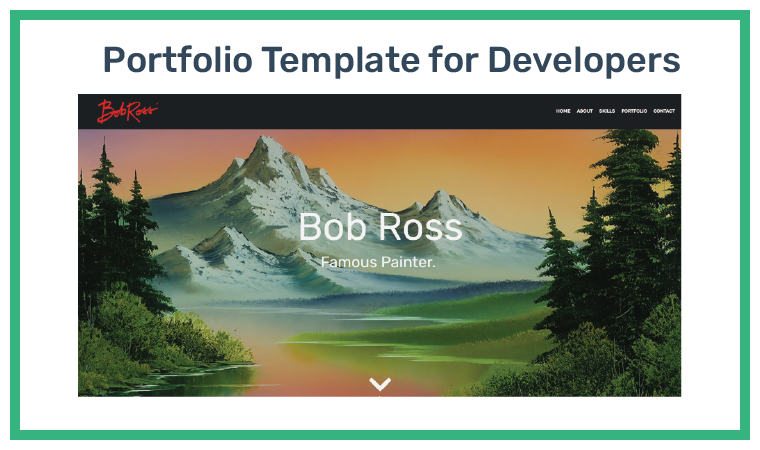 Portfolio Template for Developers
Bob Ross
HOME ABOUT SKILLS PORTFOLIO CONTACT
Bob Ross
Famous Painter.